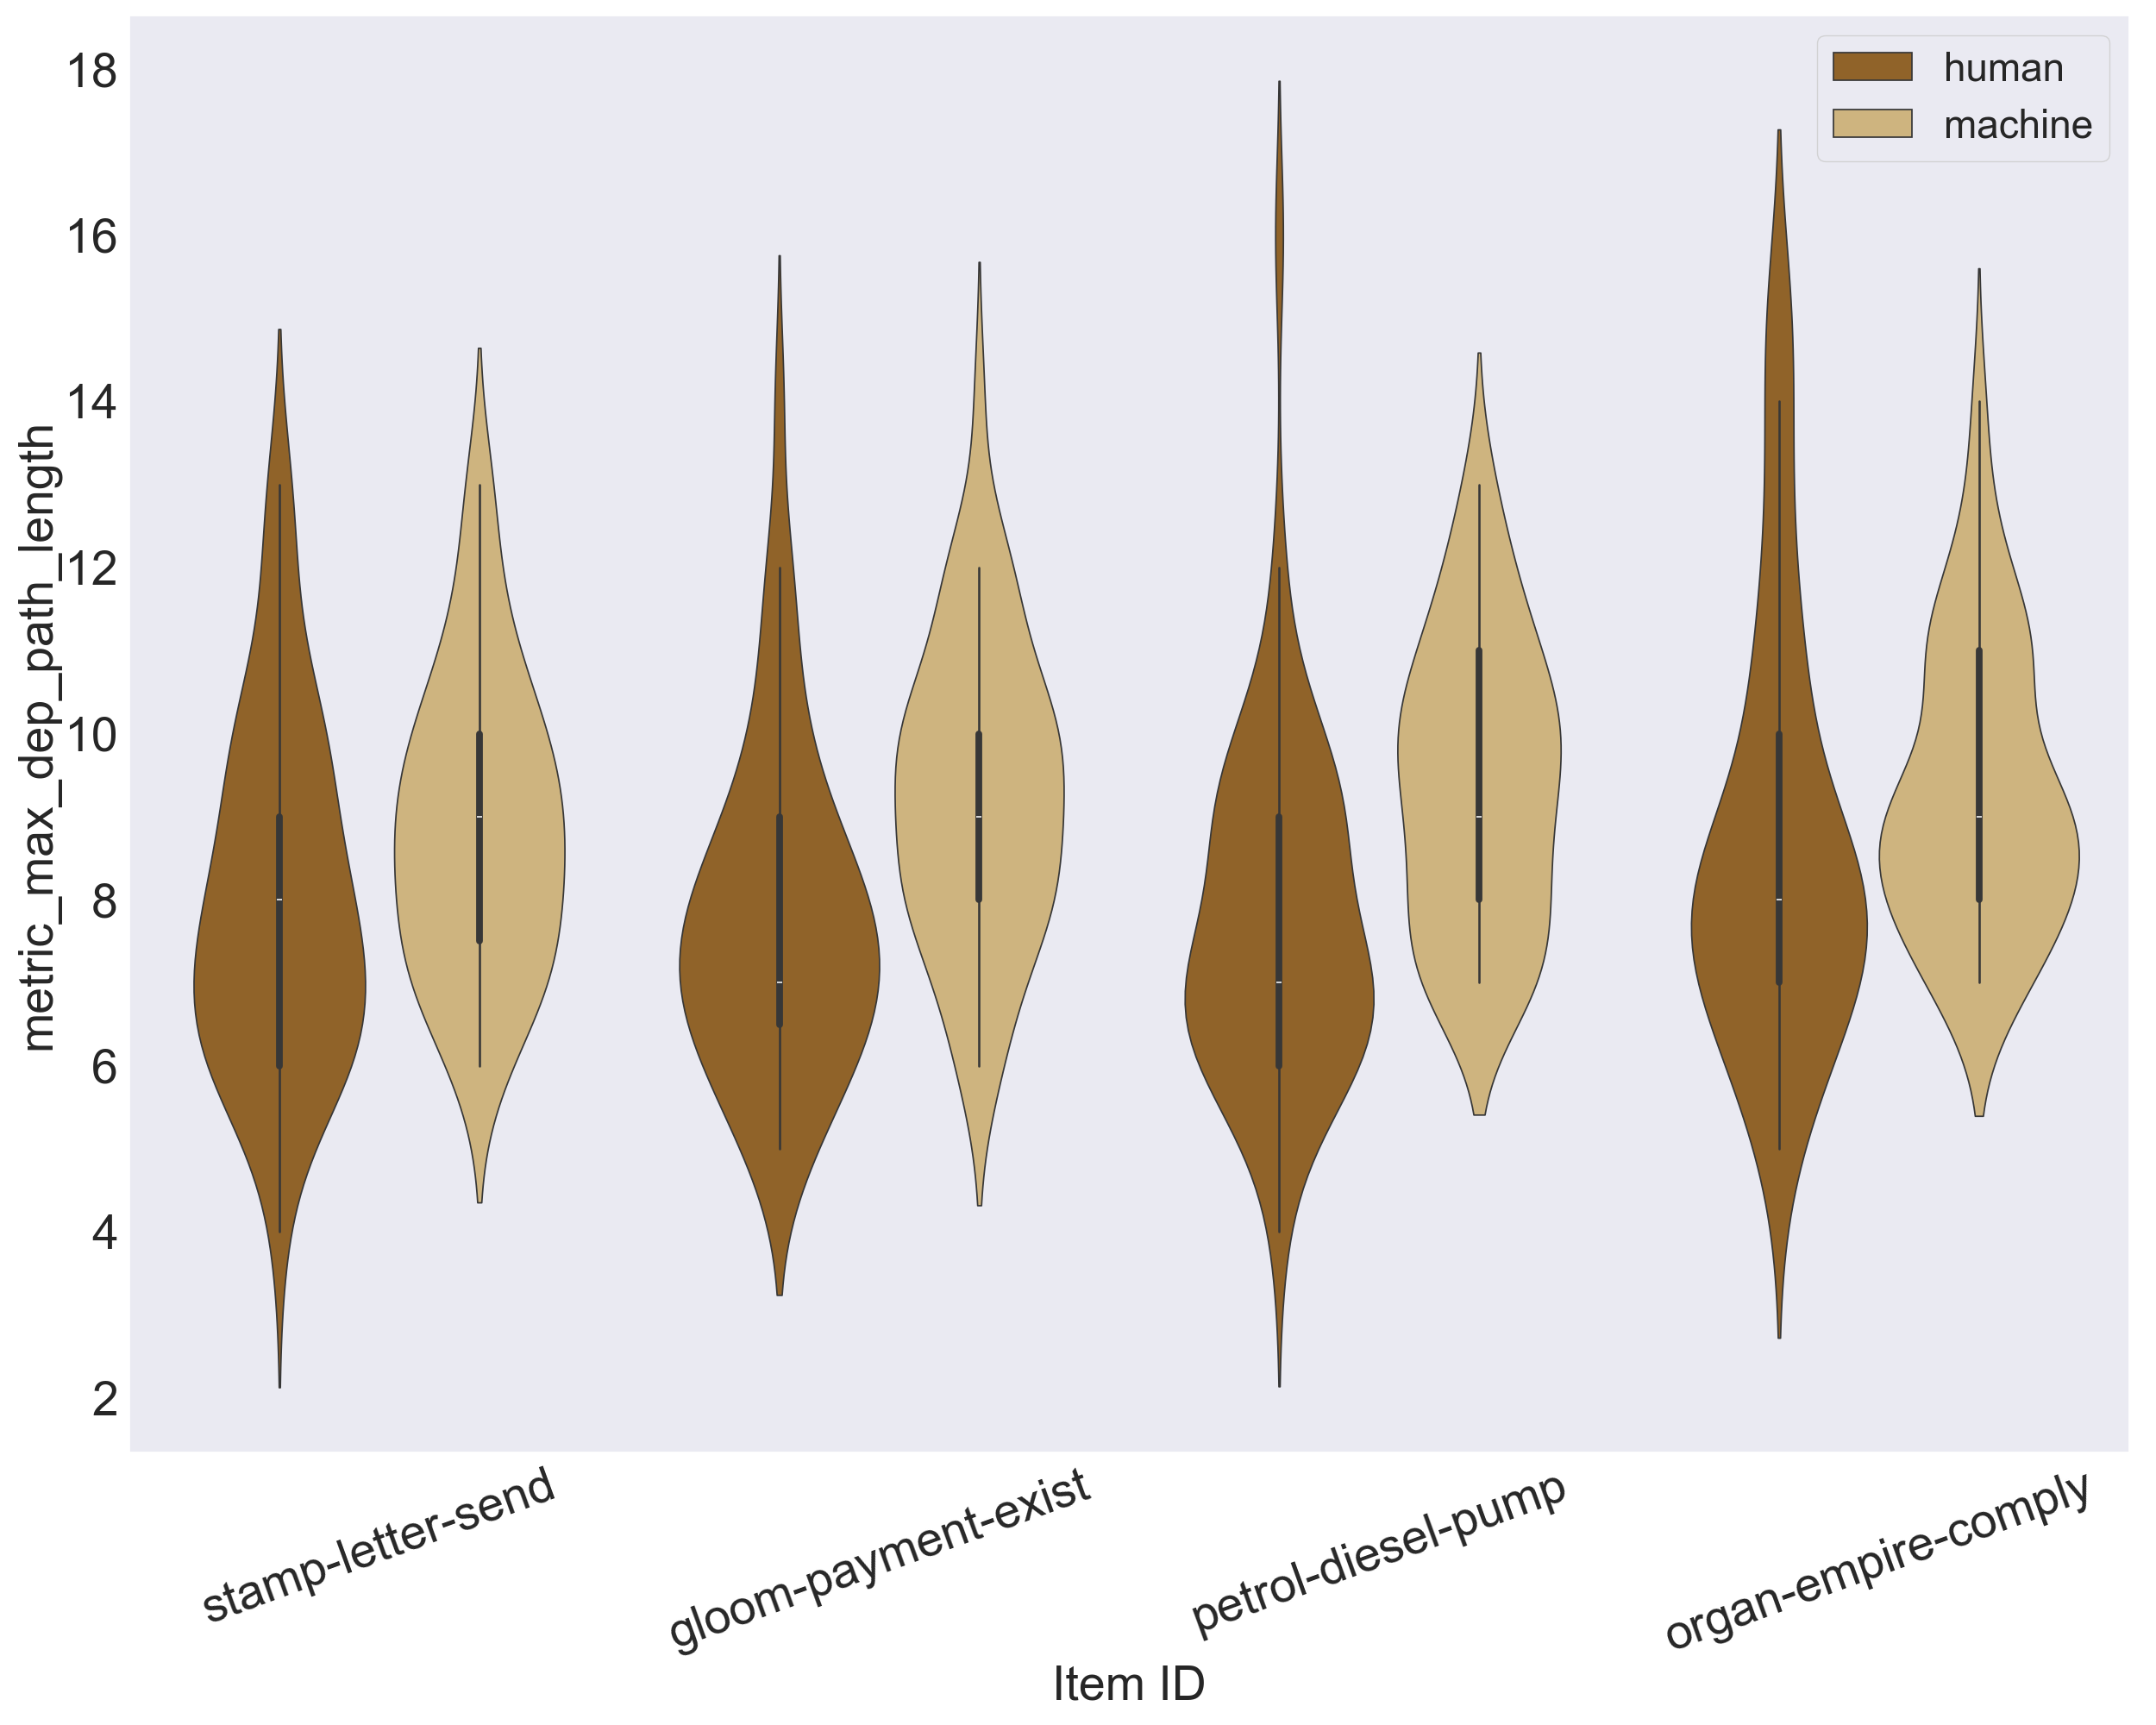 metric_max_dep_path_length
18
16
14
12
10
8
6
4
2
human
machine
stamp-letter-send
gloom-payment-exist
petrol-diesel-pump
organ-empire-comply
Item ID